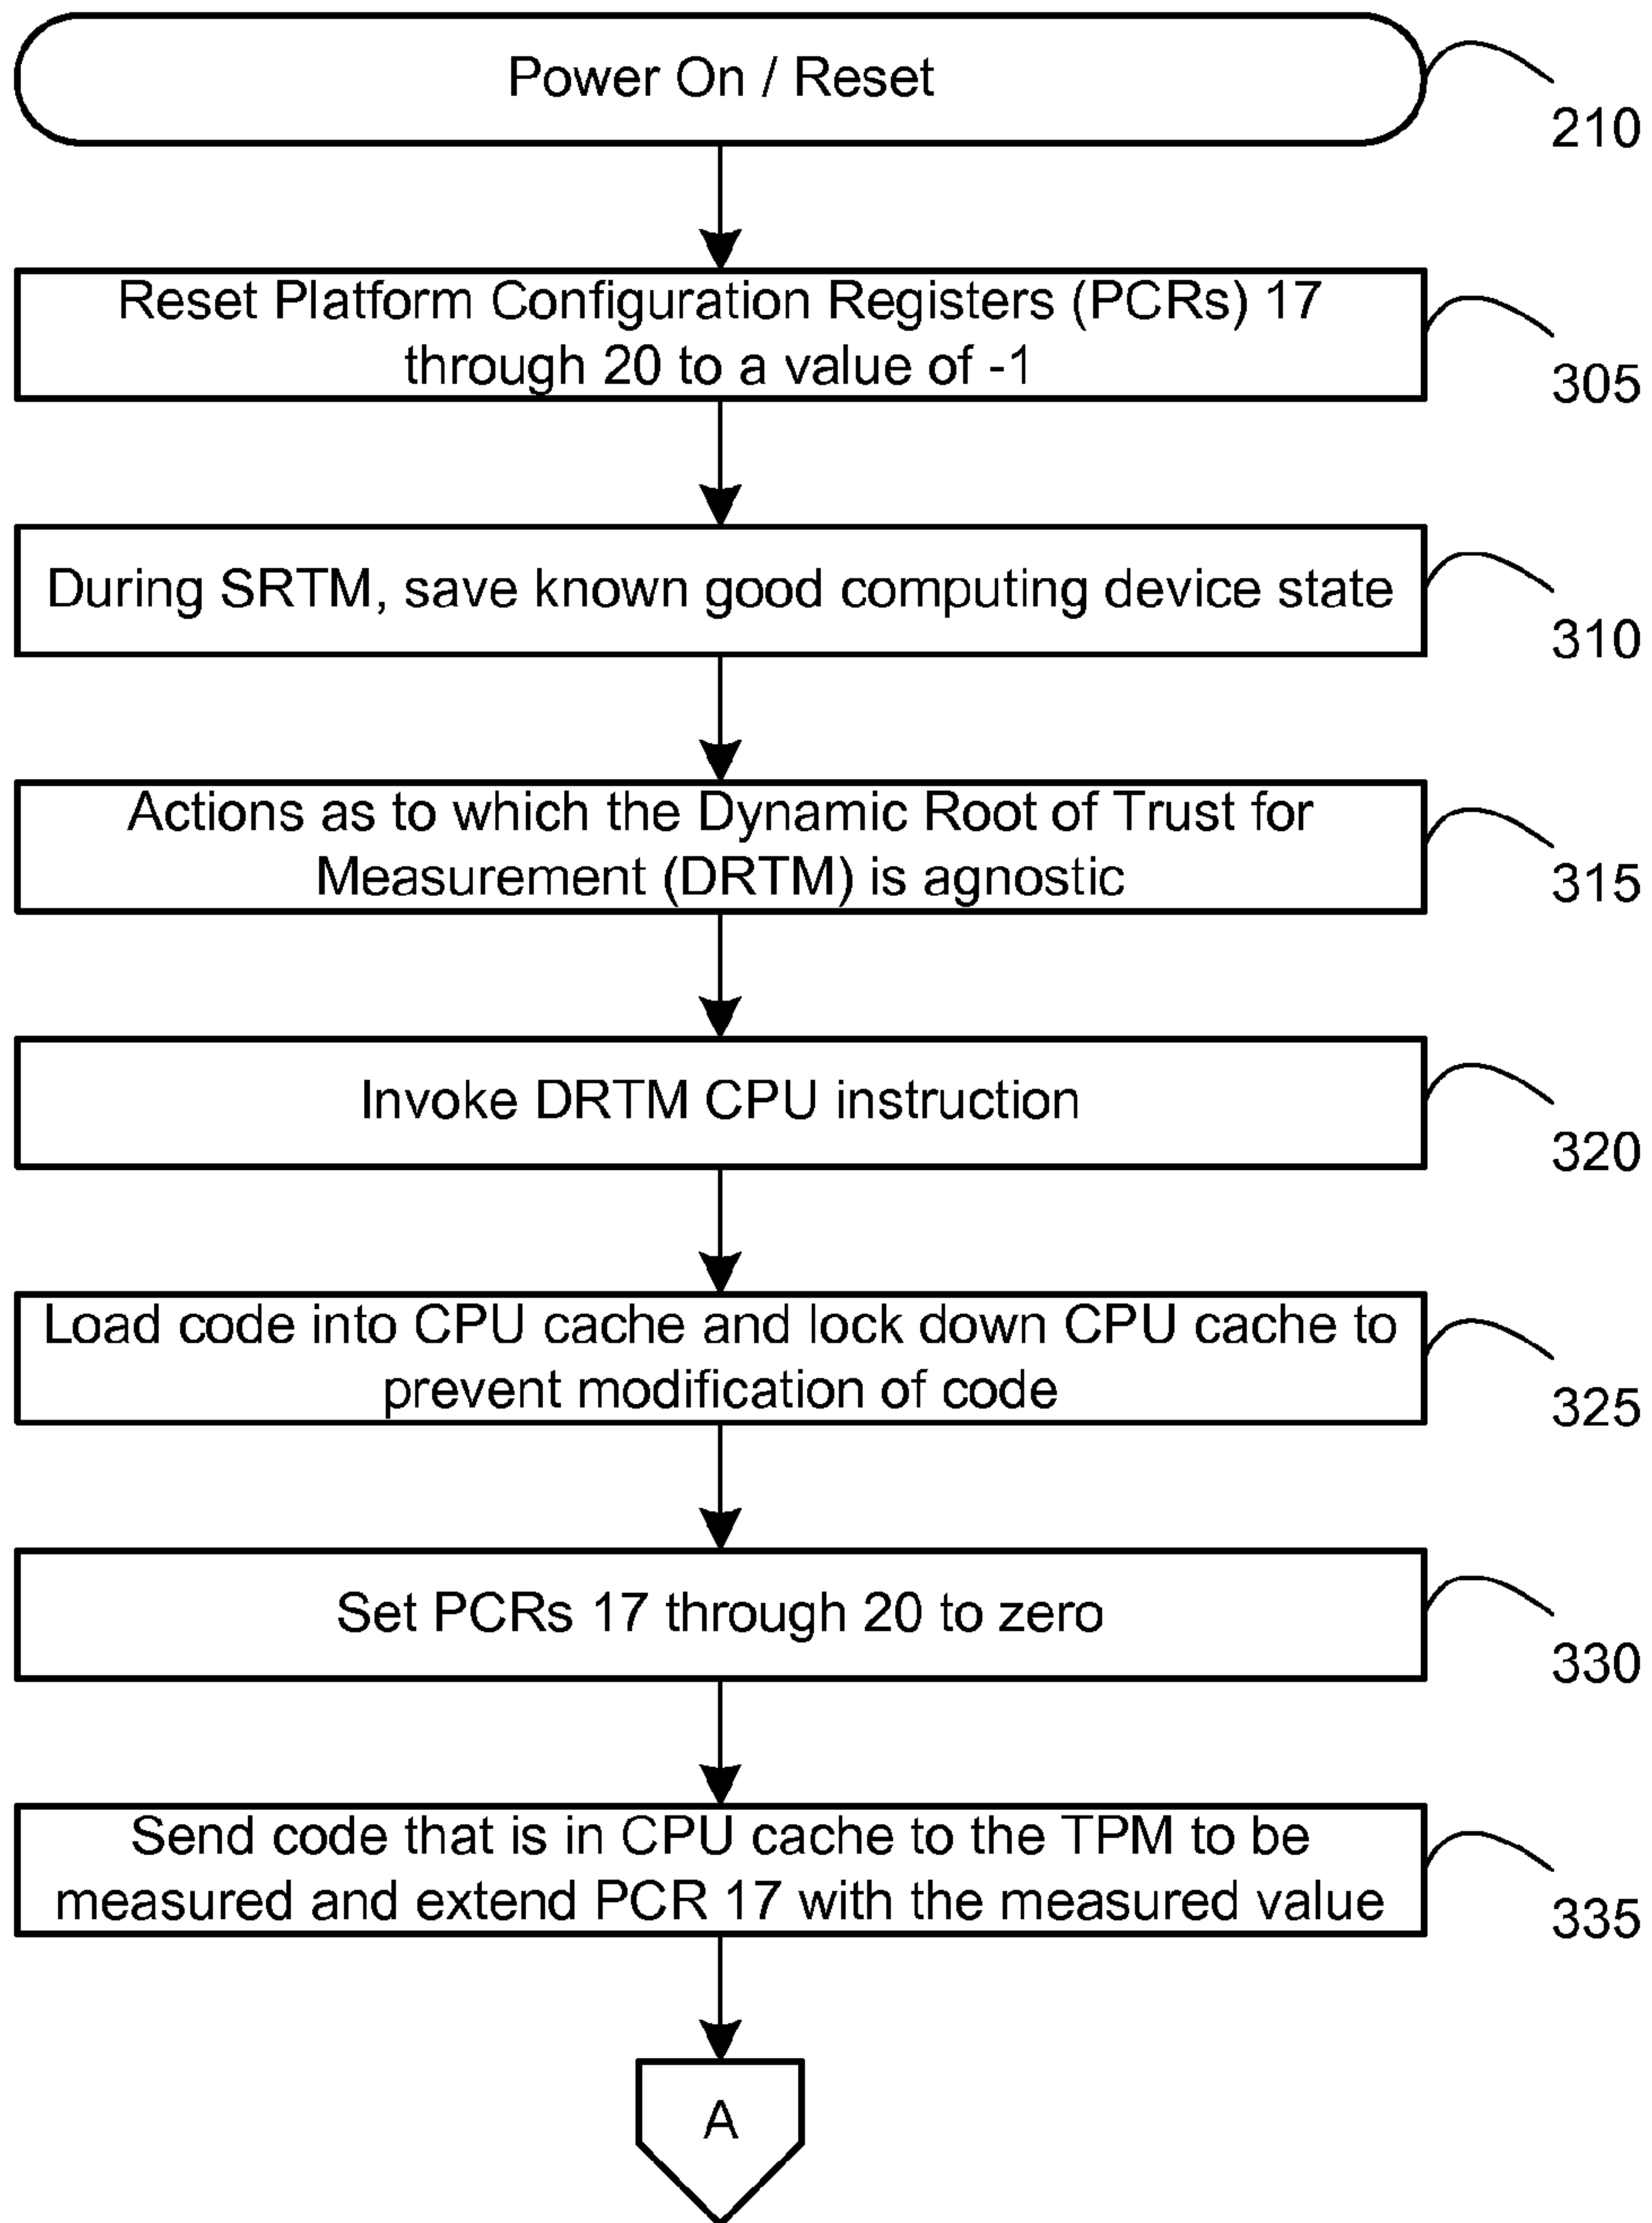 Power On / Reset
210
Reset Platform Configuration Registers (PCRs) 17
through 20 to a value of -1
305
During SRTM, save known good computing device state
310
Actions as to which the Dynamic Root of Trust for
Measurement (DRTM) is agnostic
315
Invoke DRTM CPU instruction
320
Load code into CPU cache and lock down CPU cache to
prevent modification of code
325
Set PCRs 17 through 20 to zero
330
Send code that is in CPU cache to the TPM to be
measured and extend PCR 17 with the measured value
335
A